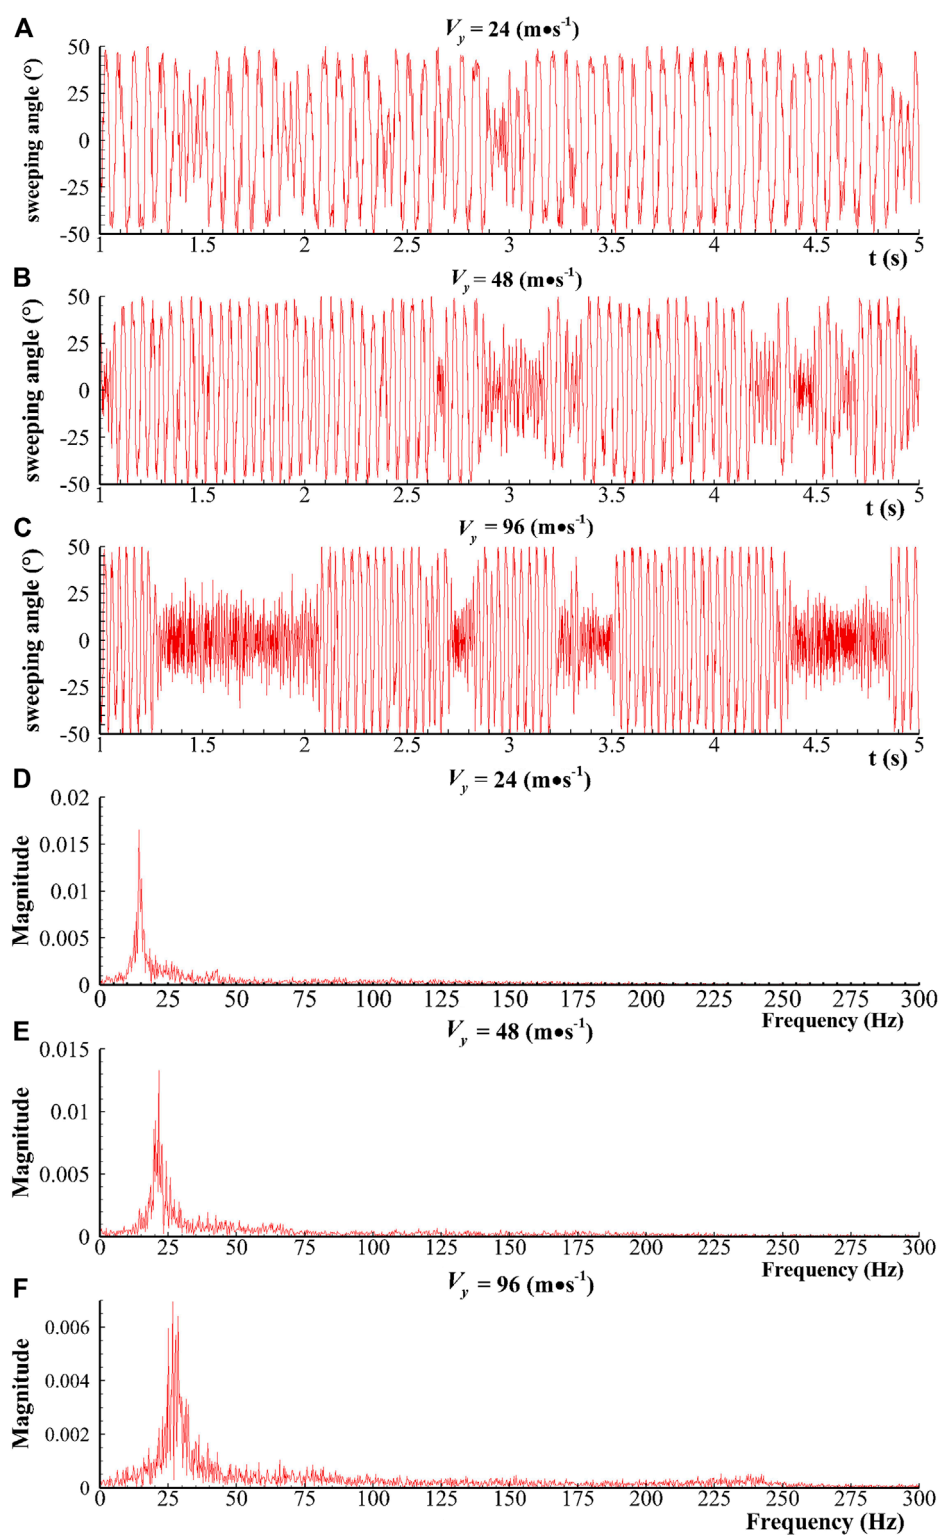 A
V_y = 24 (m•s⁻¹)
sweeping angle (°)
50
25
0
-25
-50
1 1.5 2 2.5 3 3.5 4 4.5 5
t (s)
B
V_y = 48 (m•s⁻¹)
sweeping angle (°)
50
25
0
-25
-50
1 1.5 2 2.5 3 3.5 4 4.5 5
t (s)
C
V_y = 96 (m•s⁻¹)
sweeping angle (°)
50
25
0
-25
-50
1 1.5 2 2.5 3 3.5 4 4.5 5
t (s)
D
V_y = 24 (m•s⁻¹)
Magnitude
0.02
0.015
0.01
0.005
0
0 25 50 75 100 125 150 175 200 225 250 275 300
Frequency (Hz)
E
V_y = 48 (m•s⁻¹)
Magnitude
0.015
0.01
0.005
0
0 25 50 75 100 125 150 175 200 225 250 275 300
Frequency (Hz)
F
V_y = 96 (m•s⁻¹)
Magnitude
0.006
0.004
0.002
0
0 25 50 75 100 125 150 175 200 225 250 275 300
Frequency (Hz)